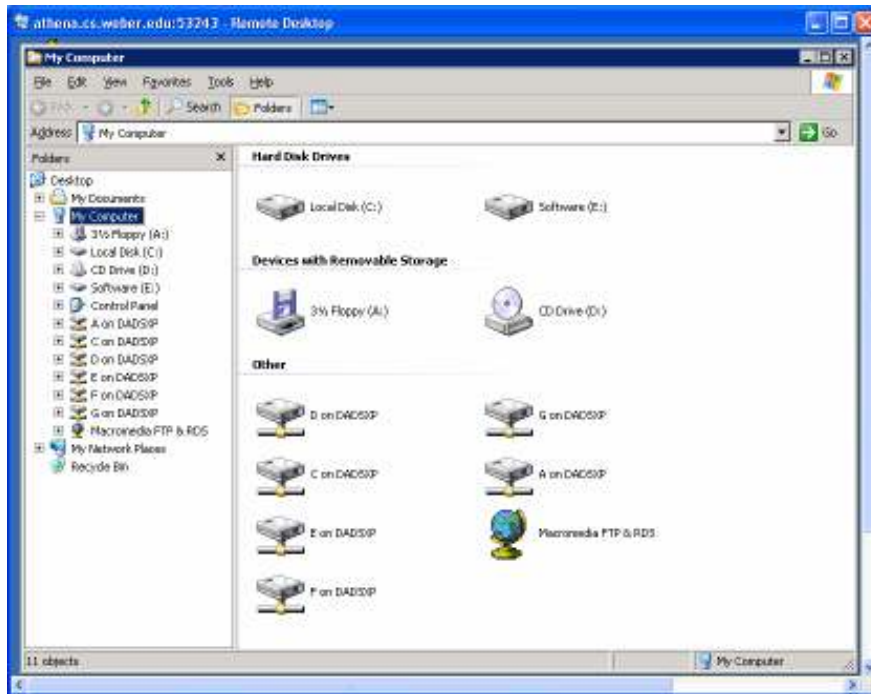 athena.cs.weber.edu:53243 - Remote Desktop
My Computer
File Edit View Favorites Tools Help
Back Search Folders
Address My Computer Go
Folders
Desktop
My Documents
My Computer
3½ Floppy (A:)
Local Disk (C:)
CD Drive (D:)
Software (E:)
Control Panel
A on DADSXP
C on DADSXP
D on DADSXP
E on DADSXP
F on DADSXP
G on DADSXP
Macromedia FTP & RDS
My Network Places
Recycle Bin
Hard Disk Drives
Local Disk (C:) Software (E:)
Devices with Removable Storage
3½ Floppy (A:) CD Drive (D:)
Other
D on DADSXP G on DADSXP
C on DADSXP A on DADSXP
E on DADSXP Macromedia FTP & RDS
F on DADSXP
11 objects My Computer